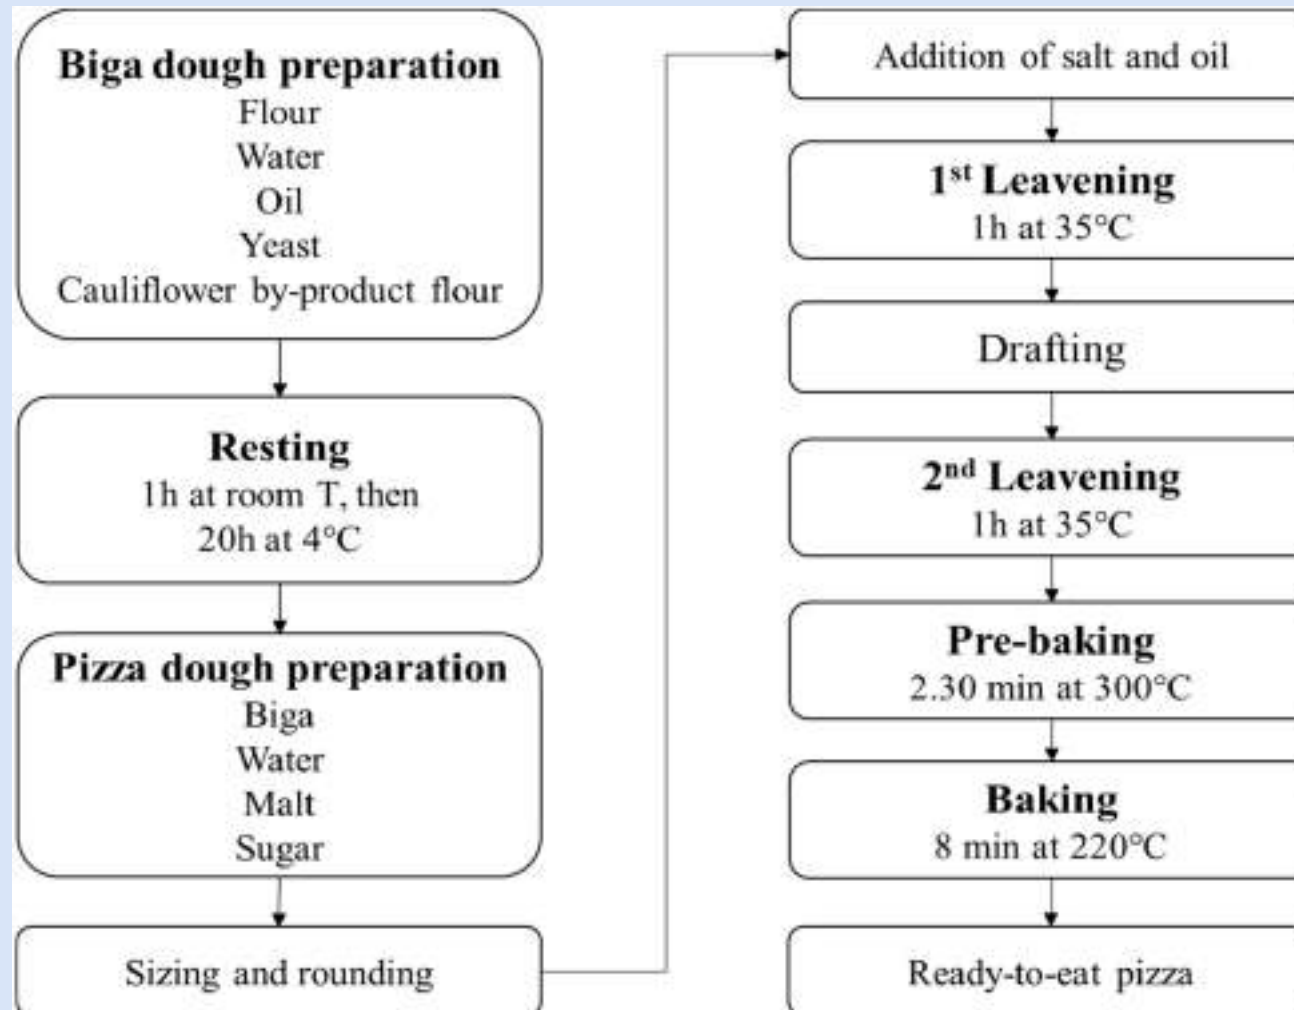 Biga dough preparation
Flour
Water
Oil
Yeast
Cauliflower by-product flour
Resting
1h at room T, then
20h at 4°C
Pizza dough preparation
Biga
Water
Malt
Sugar
Sizing and rounding
Addition of salt and oil
1st Leavening
1h at 35°C
Drafting
2nd Leavening
1h at 35°C
Pre-baking
2.30 min at 300°C
Baking
8 min at 220°C
Ready-to-eat pizza